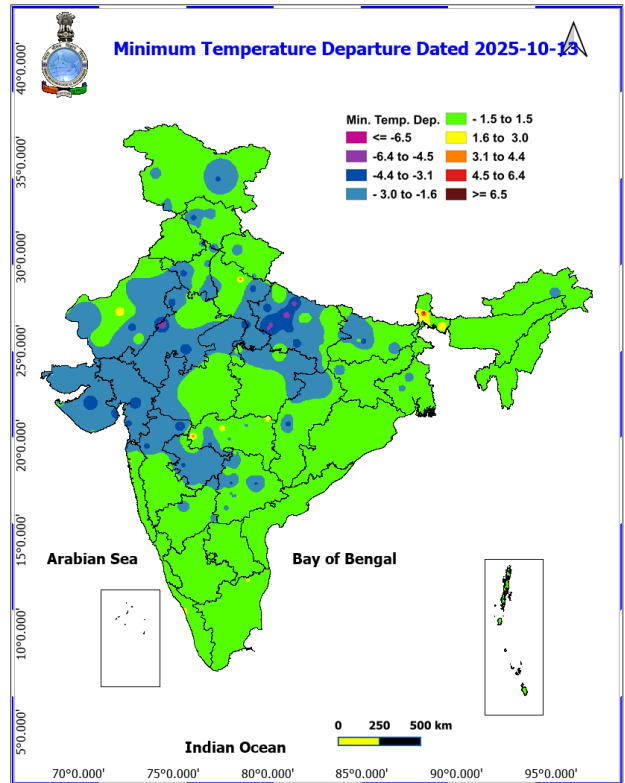 Minimum Temperature Departure Dated 2025-10-13
Min. Temp. Dep.
<= -6.5
-6.4 to -4.5
-4.4 to -3.1
- 3.0 to -1.6
- 1.5 to 1.5
1.6 to 3.0
3.1 to 4.4
4.5 to 6.4
>= 6.5
40°0.000'
35°0.000'
30°0.000'
25°0.000'
20°0.000'
15°0.000'
10°0.000'
5°0.000'
Arabian Sea
Bay of Bengal
Indian Ocean
0 250 500 km
70°0.000' 75°0.000' 80°0.000' 85°0.000' 90°0.000' 95°0.000'